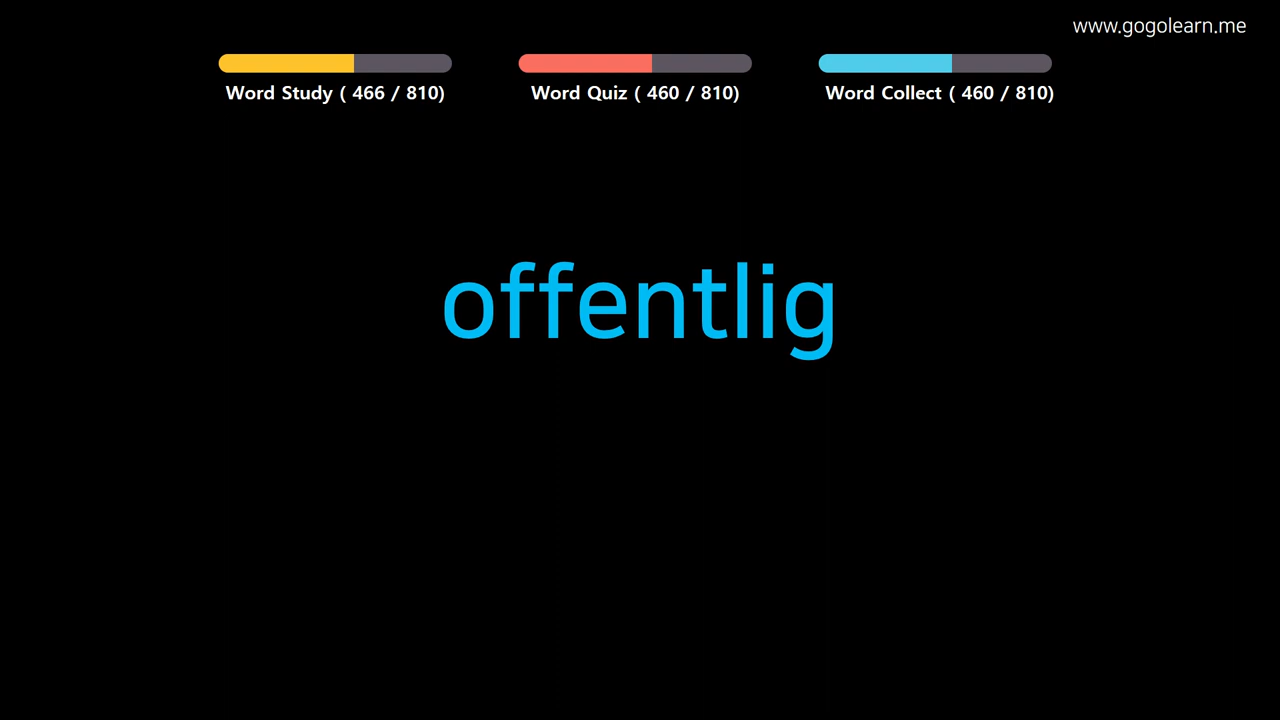 www.gogolearn.me
Word Study ( 466 / 810)
Word Quiz ( 460 / 810)
Word Collect ( 460 / 810)
offentlig